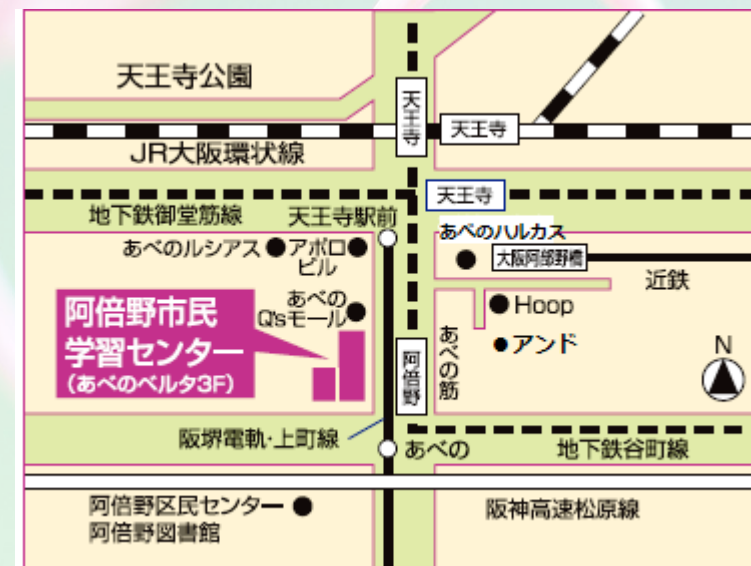 天王寺公園
天王寺
天王寺
JR大阪環状線
天王寺
地下鉄御堂筋線
天王寺駅前
あべのハルカス
あべのルシアス
アポロ
ビル
大阪阿部野橋
近鉄
あべの
Q'sモール
Hoop
阿倍野市民
学習センター
(あべのベルタ3F)
アンド
あべの筋
阿倍野
N
阪堺電軌・上町線
あべの
地下鉄谷町線
阿倍野区民センター
阿倍野図書館
阪神高速松原線